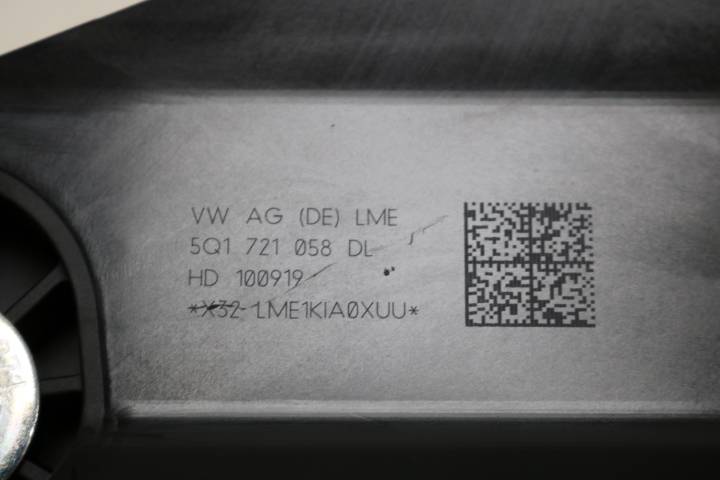 VW AG (DE) LME
5Q1 721 058 DL
HD 100919
*X32-LME1KIA0XUU*